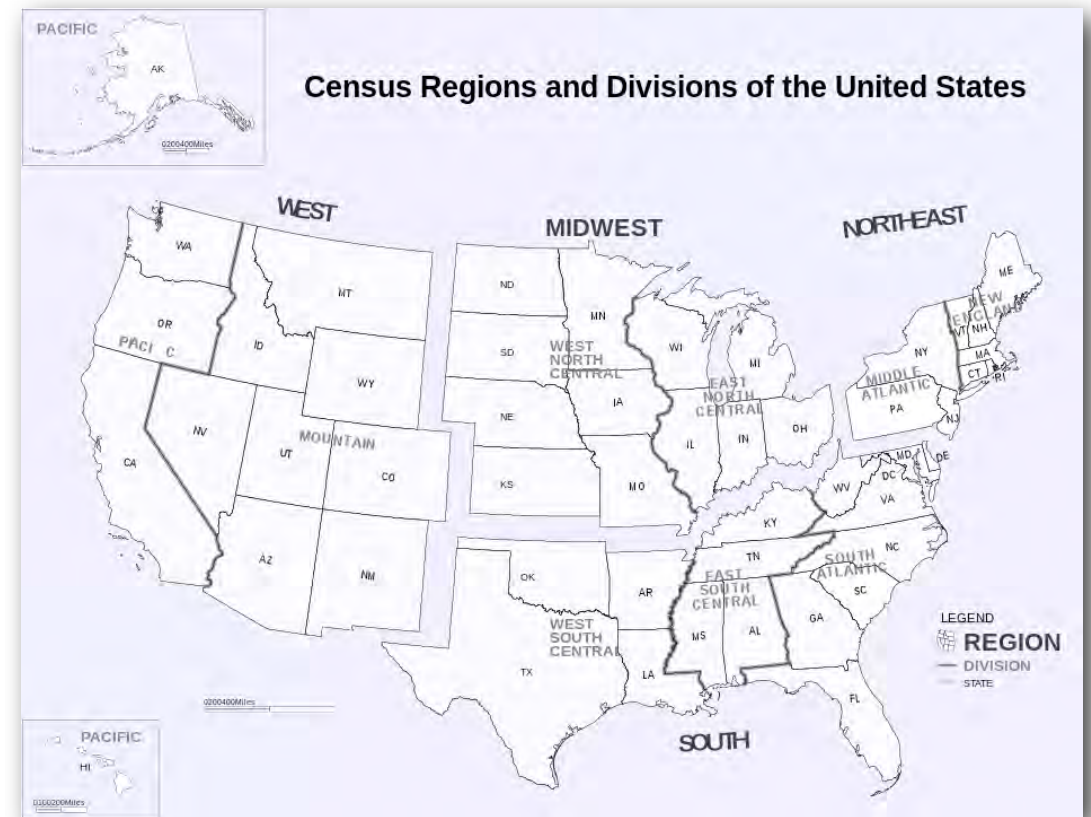 PACIFIC
AK
0200400Miles
Census Regions and Divisions of the United States
WEST
MIDWEST
NORTHEAST
WA
MT
ND
MN
ME
OR
ID
SD
WI
MI
NY
VT
NH
NEW
ENGLAND
MA
CT
RI
PACI C
WY
WEST
NORTH
CENTRAL
EAST
NORTH
CENTRAL
MIDDLE
ATLANTIC
PA
NJ
NE
IA
NV
MOUNTAIN
UT
CO
CA
KS
MO
IL
IN
OH
MD
DE
DC
WV
VA
KY
AZ
NM
OK
AR
TN
NC
EAST
SOUTH
CENTRAL
SOUTH
ATLANTIC
SC
WEST
SOUTH
CENTRAL
TX
LA
MS
AL
GA
FL
LEGEND
REGION
DIVISION
STATE
0200400Miles
SOUTH
PACIFIC
HI
0100200Miles